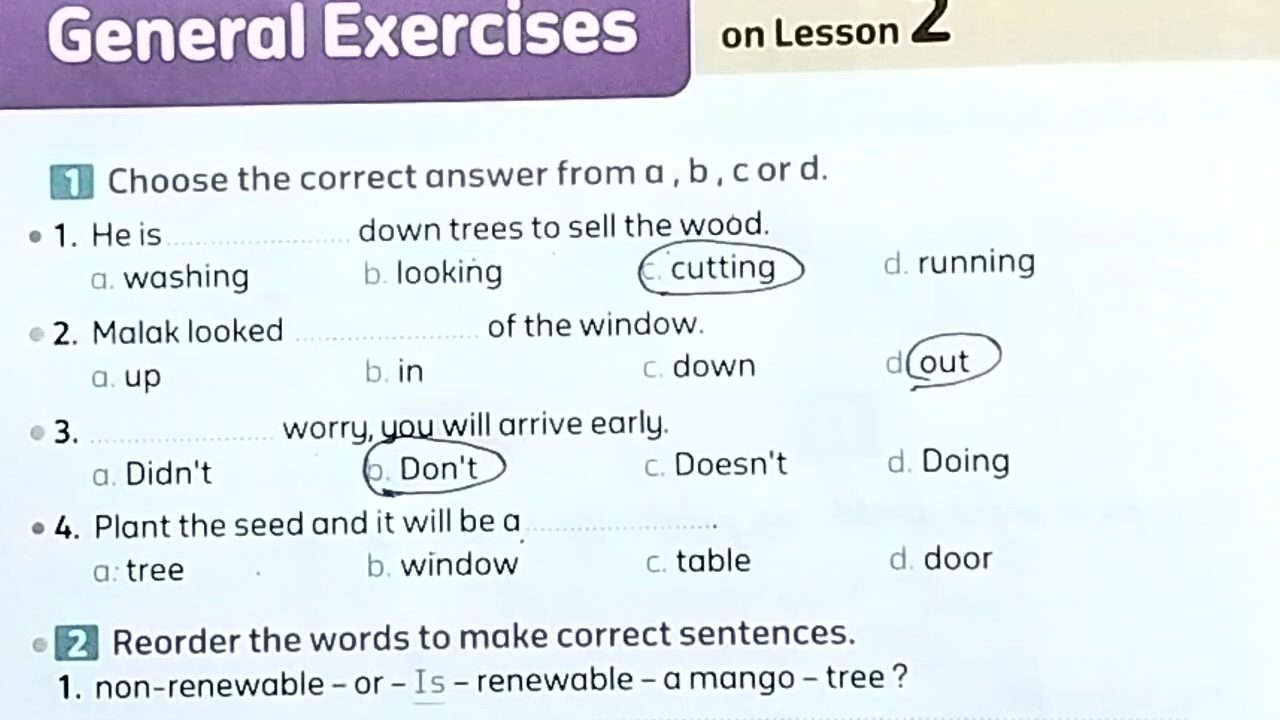 General Exercises on Lesson 2
1 Choose the correct answer from a , b , c or d.
1. He is .................... down trees to sell the wood.
a. washing b. looking c. cutting d. running
2. Malak looked .................... of the window.
a. up b. in c. down d. out
3. .................... worry, you will arrive early.
a. Didn't b. Don't c. Doesn't d. Doing
4. Plant the seed and it will be a .................... .
a. tree b. window c. table d. door
2 Reorder the words to make correct sentences.
1. non-renewable – or – Is – renewable – a mango – tree ?